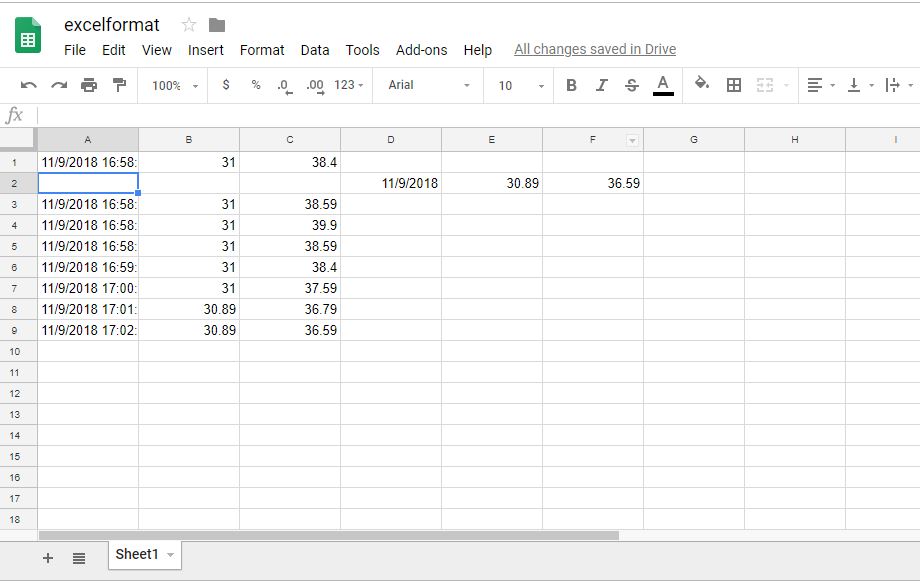 excelformat
File Edit View Insert Format Data Tools Add-ons Help All changes saved in Drive
100% $ % .0 .00 123 Arial 10 B I S A
fx
A B C D E F G H I
1 11/9/2018 16:58: 31 38.4
2 11/9/2018 30.89 36.59
3 11/9/2018 16:58: 31 38.59
4 11/9/2018 16:58: 31 39.9
5 11/9/2018 16:58: 31 38.59
6 11/9/2018 16:59: 31 38.4
7 11/9/2018 17:00: 31 37.59
8 11/9/2018 17:01: 30.89 36.79
9 11/9/2018 17:02: 30.89 36.59
10
11
12
13
14
15
16
17
18
+ Sheet1